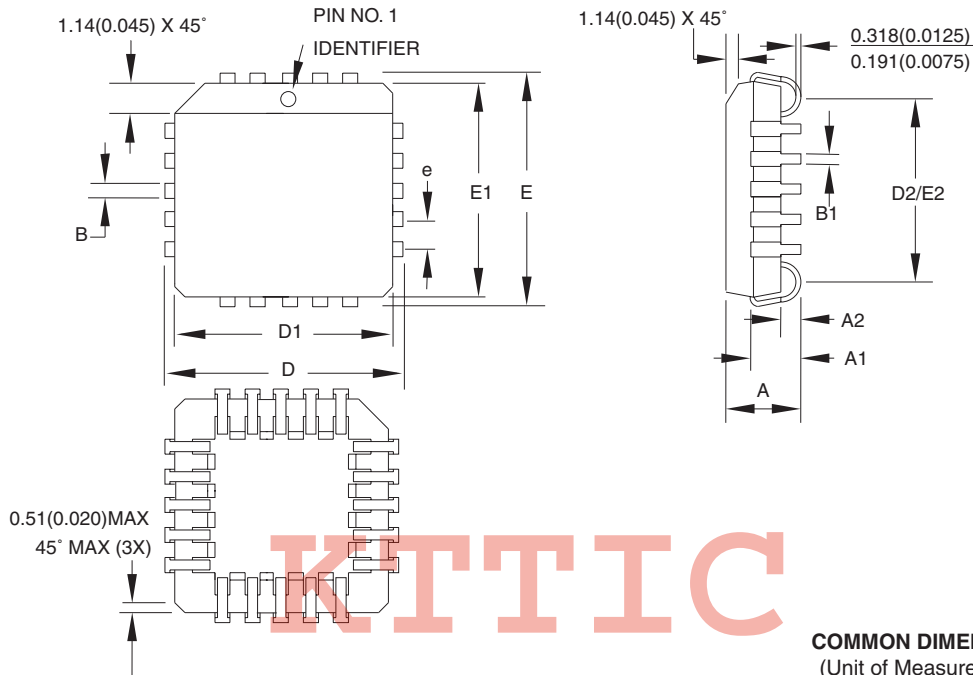 1.14(0.045) X 45˚
PIN NO. 1
IDENTIFIER
1.14(0.045) X 45˚
0.318(0.0125)
0.191(0.0075)
e
E1
E
B
D1
D
D2/E2
B1
A2
A1
A
0.51(0.020)MAX
45˚ MAX (3X)
KTTIC
COMMON DIME
(Unit of Measure